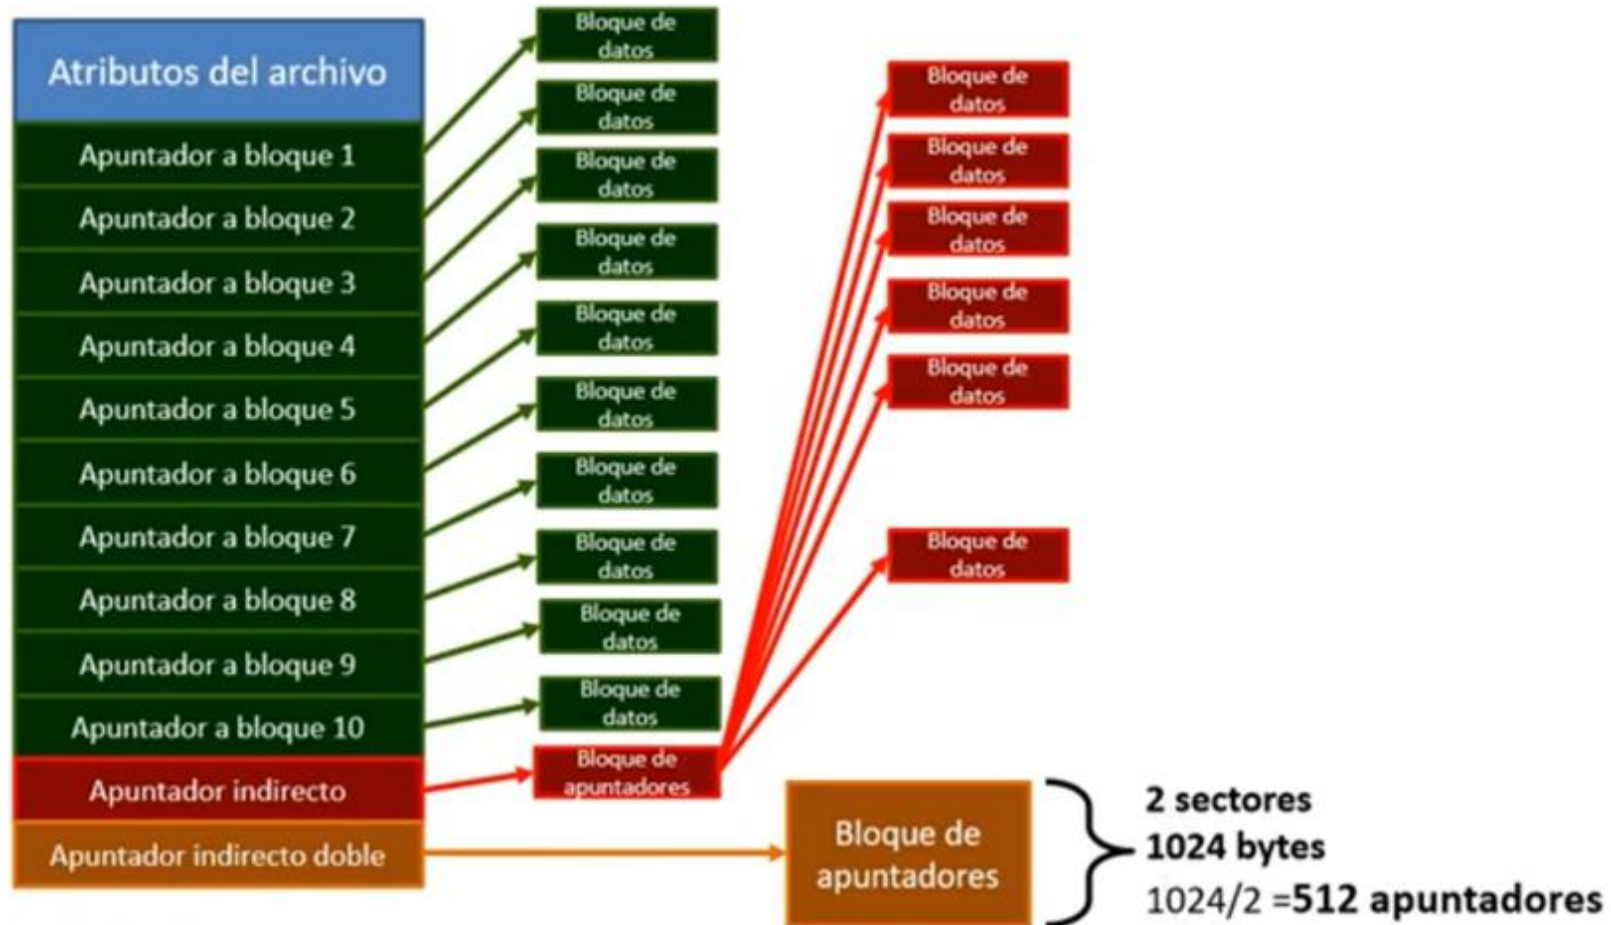 Atributos del archivo
Apuntador a bloque 1
Apuntador a bloque 2
Apuntador a bloque 3
Apuntador a bloque 4
Apuntador a bloque 5
Apuntador a bloque 6
Apuntador a bloque 7
Apuntador a bloque 8
Apuntador a bloque 9
Apuntador a bloque 10
Apuntador indirecto
Apuntador indirecto doble
Bloque de
datos
Bloque de
datos
Bloque de
datos
Bloque de
datos
Bloque de
datos
Bloque de
datos
Bloque de
datos
Bloque de
datos
Bloque de
datos
Bloque de
datos
Bloque de
apuntadores
Bloque de
datos
Bloque de
datos
Bloque de
datos
Bloque de
datos
Bloque de
datos
Bloque de
datos
Bloque de
apuntadores
2 sectores
1024 bytes
1024/2 =512 apuntadores